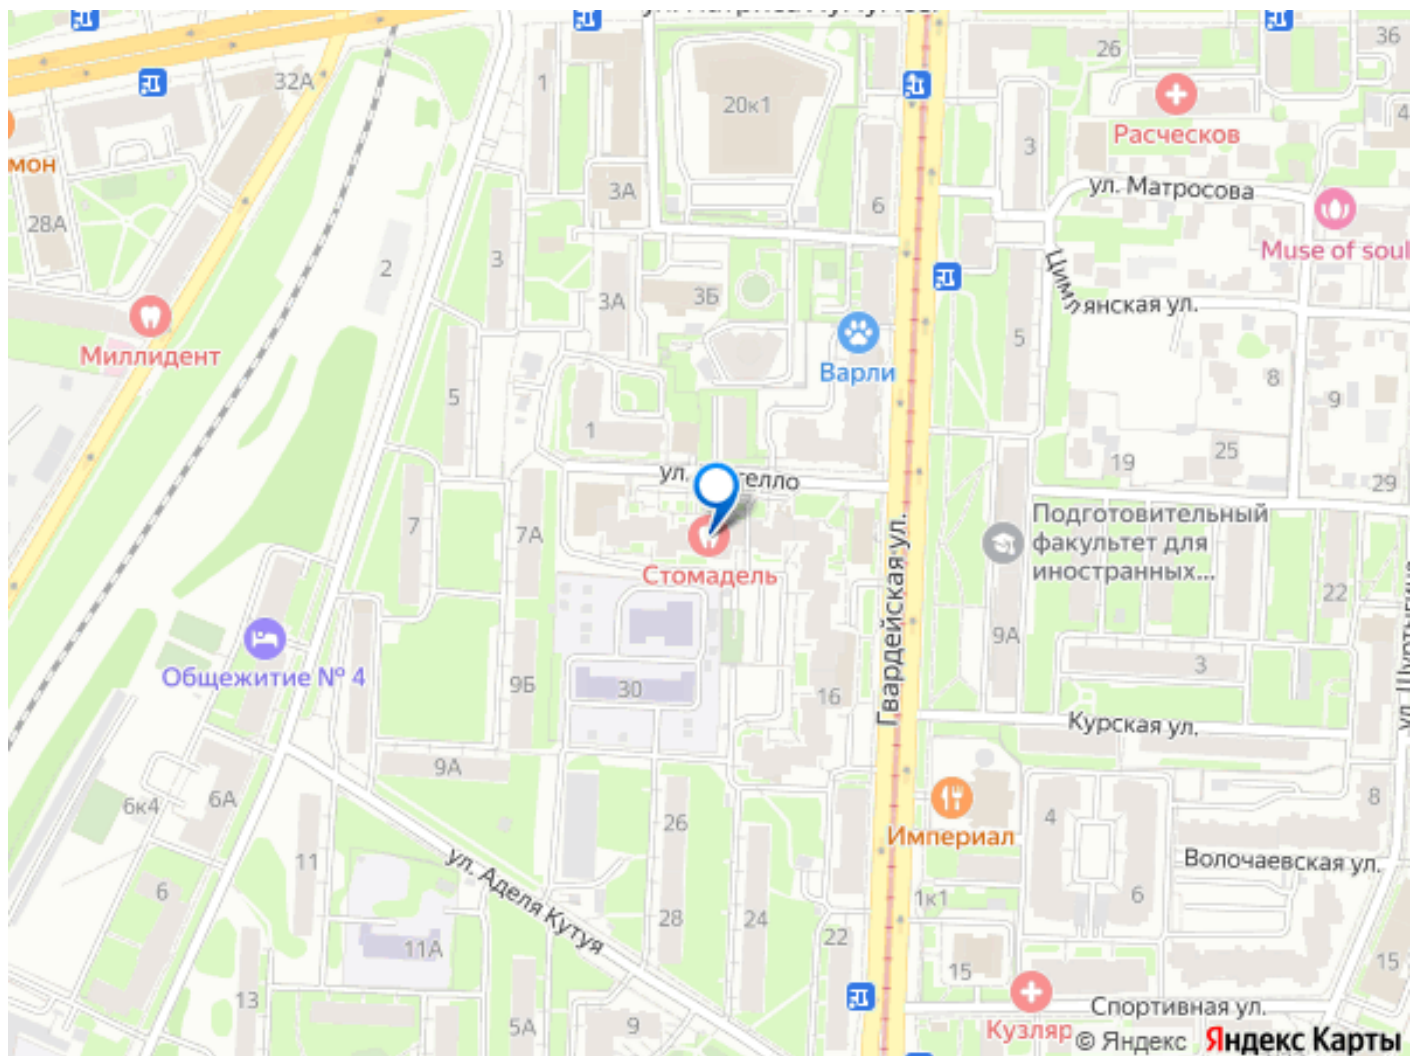 32А
1
20к1
26
36
Расческов
4
мон
28А
3А
6
3
ул. Матросова
Muse of soul
2
3
3А
3Б
Цимлянская ул.
5
Миллидент
Варли
8
9
5
1
25
19
29
ул.
телло
7
7А
Стомадель
Гвардейская ул.
Подготовительный
факультет для
иностранных...
22
9А
3
Общежитие № 4
9Б
30
16
Курская ул.
9А
6к4
6А
26
Империал
4
8
11
ул. Аделя Кутуя
Волочаевская ул.
6
28
24
1к1
6
22
11А
15
15
13
5А
9
Кузляр
Спортивная ул.
© Яндекс Яндекс Карты